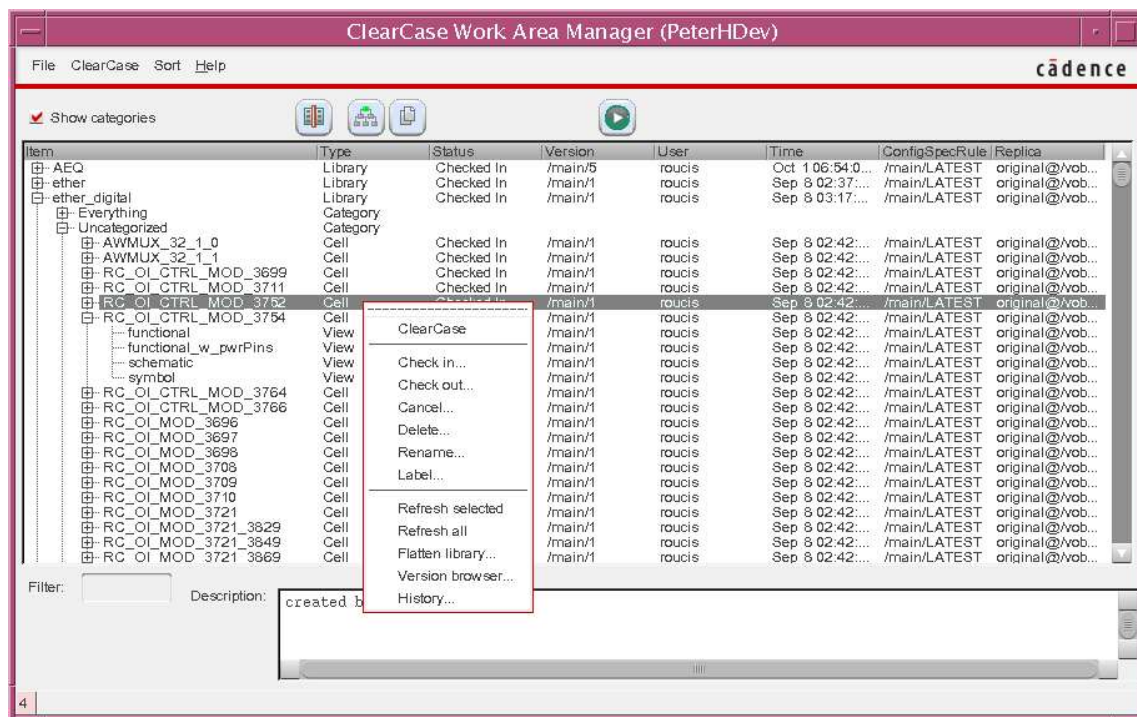 ClearCase Work Area Manager (PeterHDev)
File ClearCase Sort Help cādence
Show categories
Item Type Status Version User Time ConfigSpecRule Replica
AEQ Library Checked In /main/5 roucis Oct 1 06:54:0... /main/LATEST original@/vob...
ether Library Checked In /main/1 roucis Sep 8 02:37:... /main/LATEST original@/vob...
ether_digital Library Checked In /main/1 roucis Sep 8 03:17:... /main/LATEST original@/vob...
Everything Category
Uncategorized Category
AWMUX_32_1_0 Cell Checked In /main/1 roucis Sep 8 02:42:... /main/LATEST original@/vob...
AWMUX_32_1_1 Cell Checked In /main/1 roucis Sep 8 02:42:... /main/LATEST original@/vob...
RC_OI_CTRL_MOD_3699 Cell Checked In /main/1 roucis Sep 8 02:42:... /main/LATEST original@/vob...
RC_OI_CTRL_MOD_3711 Cell Checked In /main/1 roucis Sep 8 02:42:... /main/LATEST original@/vob...
RC_OI_CTRL_MOD_3752 Cell Checked In /main/1 roucis Sep 8 02:42:... /main/LATEST original@/vob...
RC_OI_CTRL_MOD_3754 Cell /main/1 roucis Sep 8 02:42:... /main/LATEST original@/vob...
functional View /main/1 roucis Sep 8 02:42:... /main/LATEST original@/vob...
functional_w_pwrPins View /main/1 roucis Sep 8 02:42:... /main/LATEST original@/vob...
schematic View /main/1 roucis Sep 8 02:42:... /main/LATEST original@/vob...
symbol View /main/1 roucis Sep 8 02:42:... /main/LATEST original@/vob...
RC_OI_CTRL_MOD_3764 Cell /main/1 roucis Sep 8 02:42:... /main/LATEST original@/vob...
RC_OI_CTRL_MOD_3766 Cell /main/1 roucis Sep 8 02:42:... /main/LATEST original@/vob...
RC_OI_MOD_3696 Cell /main/1 roucis Sep 8 02:42:... /main/LATEST original@/vob...
RC_OI_MOD_3697 Cell /main/1 roucis Sep 8 02:42:... /main/LATEST original@/vob...
RC_OI_MOD_3698 Cell /main/1 roucis Sep 8 02:42:... /main/LATEST original@/vob...
RC_OI_MOD_3708 Cell /main/1 roucis Sep 8 02:42:... /main/LATEST original@/vob...
RC_OI_MOD_3709 Cell /main/1 roucis Sep 8 02:42:... /main/LATEST original@/vob...
RC_OI_MOD_3710 Cell /main/1 roucis Sep 8 02:42:... /main/LATEST original@/vob...
RC_OI_MOD_3721 Cell /main/1 roucis Sep 8 02:42:... /main/LATEST original@/vob...
RC_OI_MOD_3721_3829 Cell /main/1 roucis Sep 8 02:42:... /main/LATEST original@/vob...
RC_OI_MOD_3721_3849 Cell /main/1 roucis Sep 8 02:42:... /main/LATEST original@/vob...
RC_OI_MOD_3721_3869 Cell /main/1 roucis Sep 8 02:42:... /main/LATEST original@/vob...
ClearCase
Check in...
Check out...
Cancel...
Delete...
Rename...
Label...
Refresh selected
Refresh all
Flatten library...
Version browser...
History...
Filter:
Description: created b
4